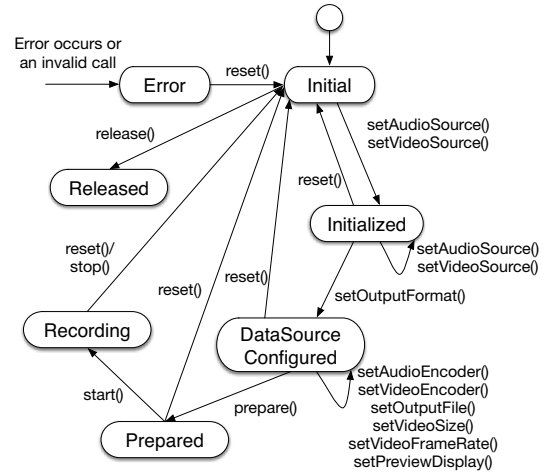 Error occurs or
an invalid call
Error
reset()
Initial
setAudioSource()
setVideoSource()
release()
reset()
Released
Initialized
reset()/
stop()
setAudioSource()
setVideoSource()
reset()
reset()
setOutputFormat()
Recording
DataSource
Configured
setAudioEncoder()
setVideoEncoder()
setOutputFile()
setVideoSize()
setVideoFrameRate()
setPreviewDisplay()
start()
prepare()
Prepared